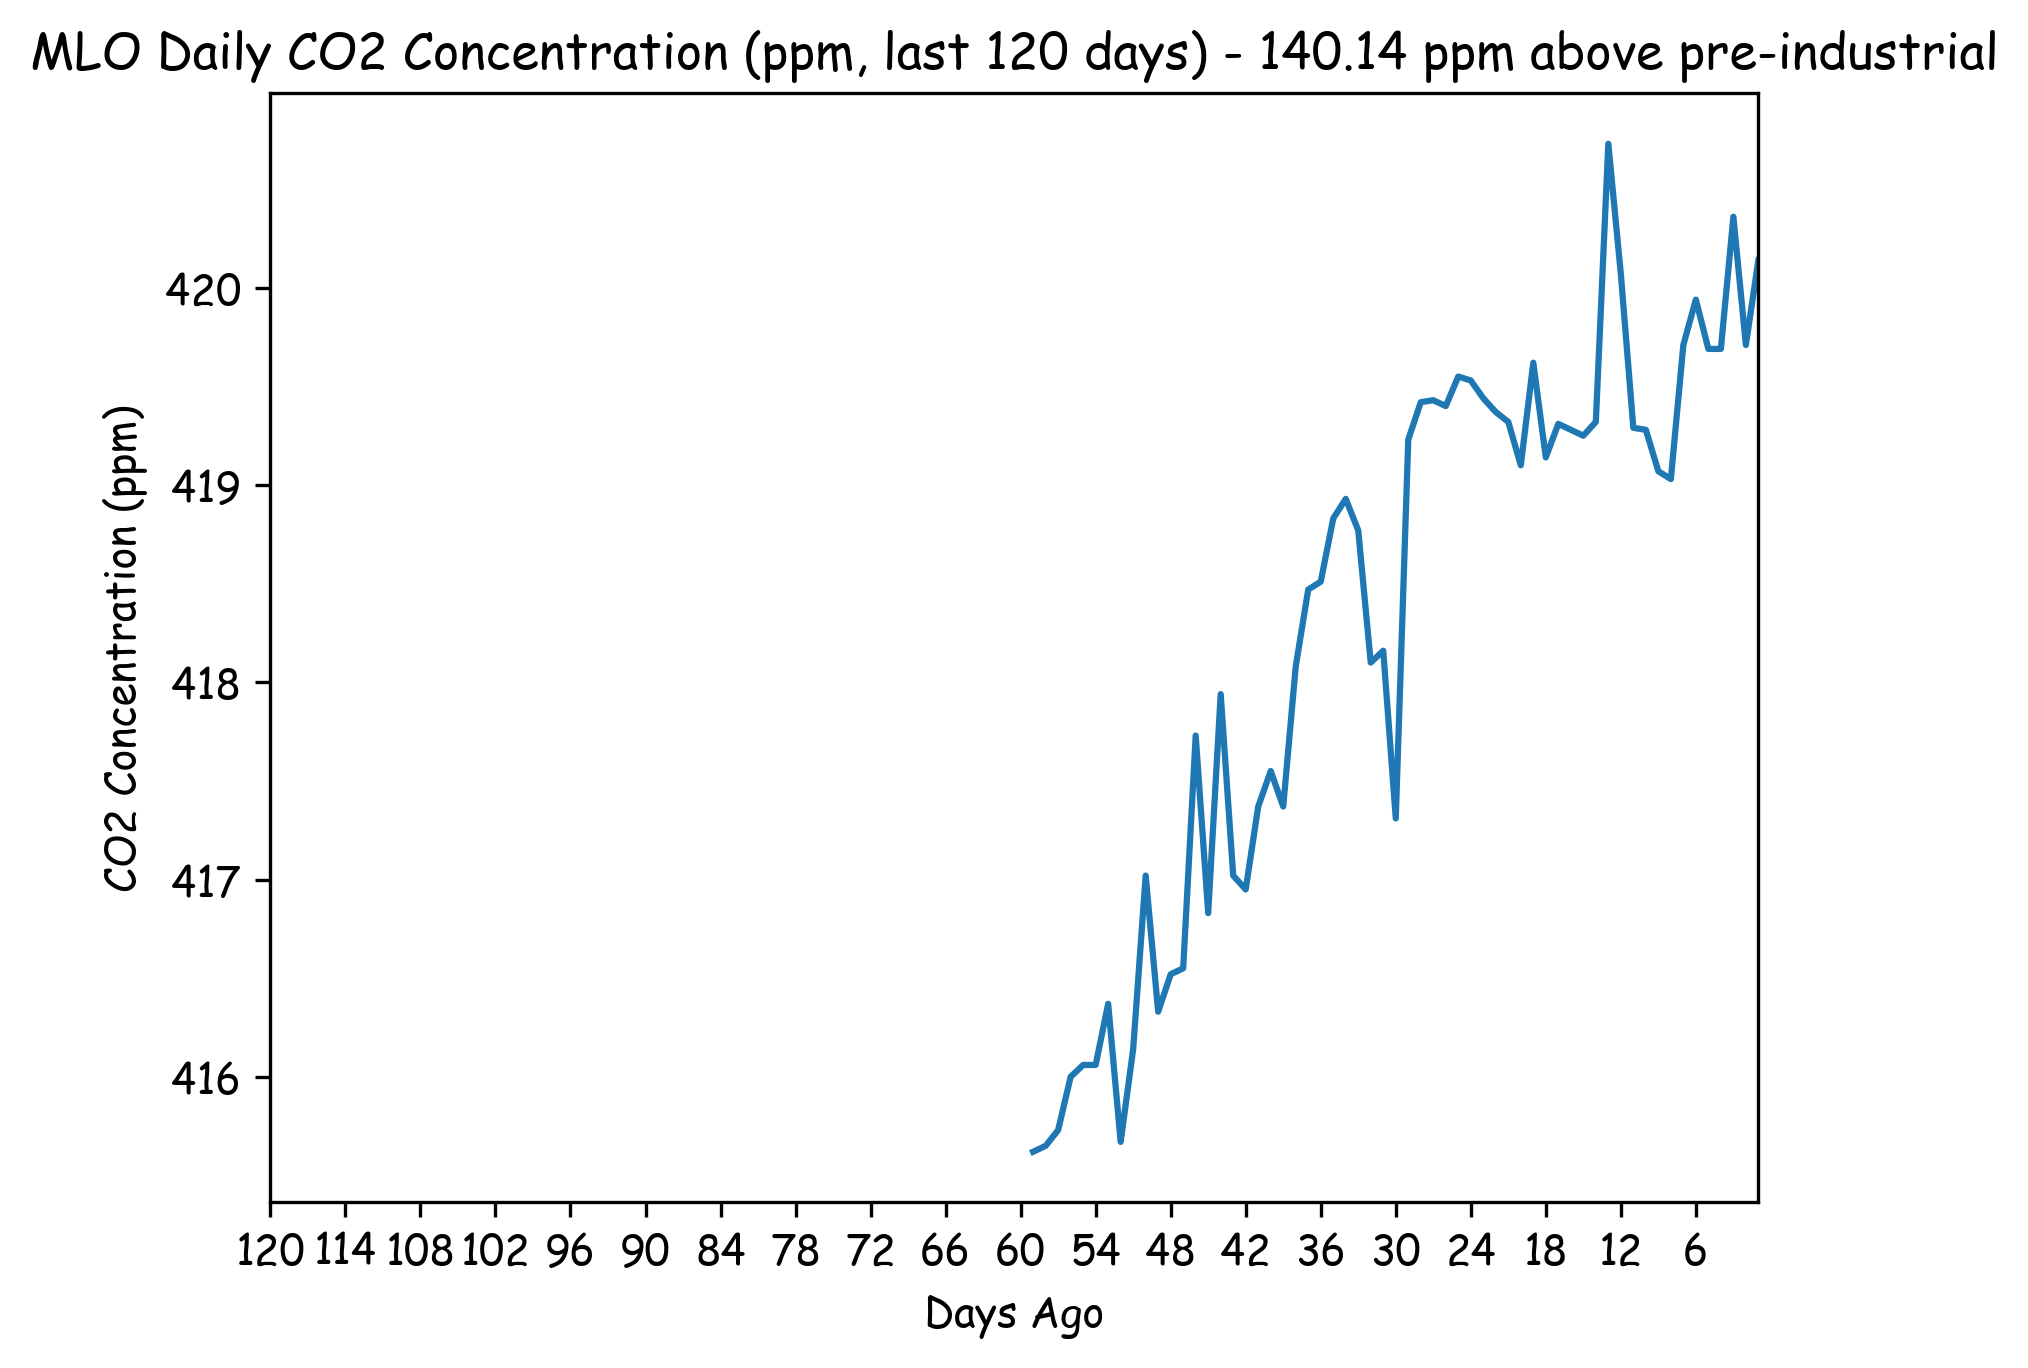 MLO Daily CO2 Concentration (ppm, last 120 days) - 140.14 ppm above pre-industrial
CO2 Concentration (ppm)
420
419
418
417
416
120 114 108 102 96 90 84 78 72 66 60 54 48 42 36 30 24 18 12 6
Days Ago